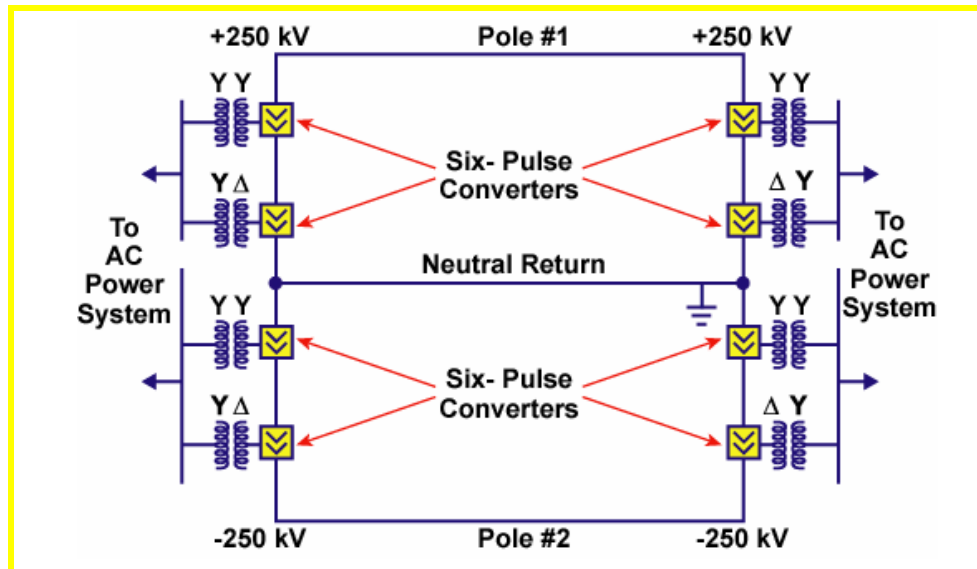 +250 kV Pole #1 +250 kV
Y Y Y Y
Six- Pulse
Converters
Y Δ Δ Y
To
AC
Power
System
To
AC
Power
System
Neutral Return
Y Y Y Y
Six- Pulse
Converters
Y Δ Δ Y
-250 kV Pole #2 -250 kV